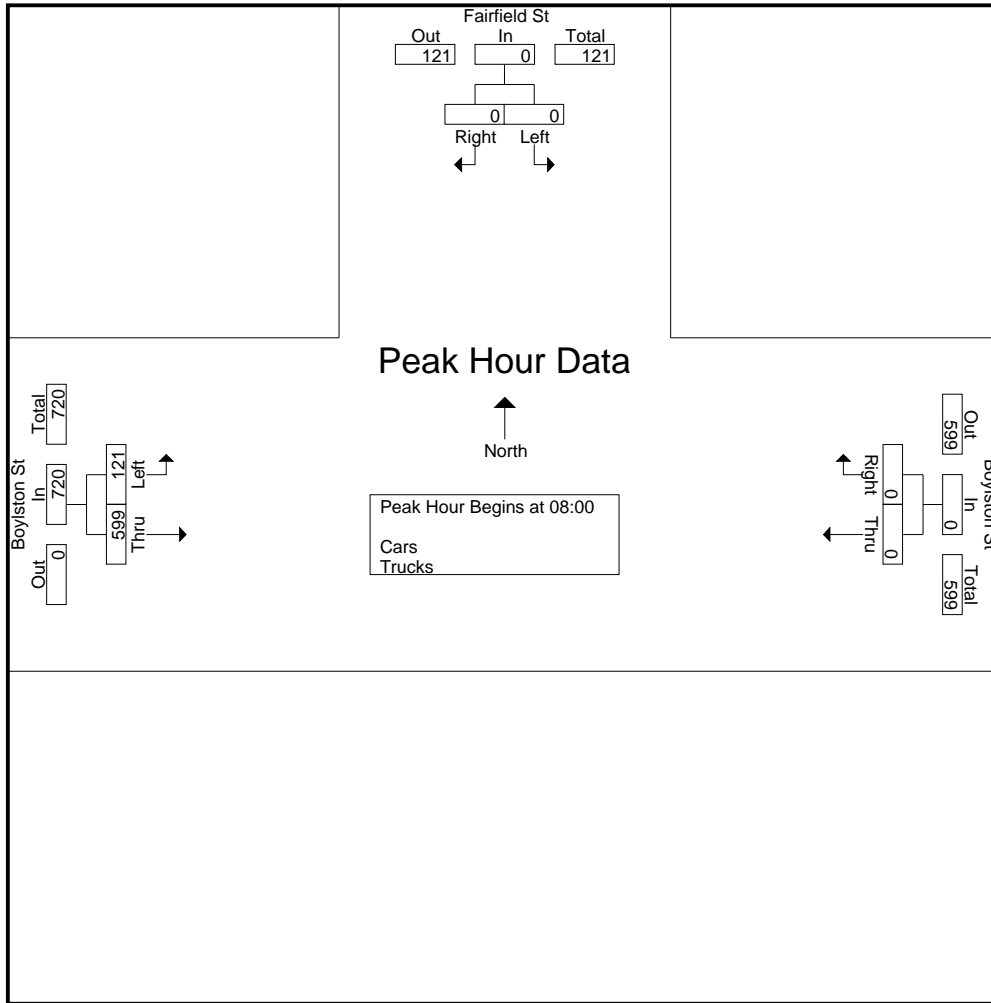 Fairfield St
Out In Total
121 0 121
0 0
Right Left
Peak Hour Data
North
Peak Hour Begins at 08:00
Cars
Trucks
Boylston St
Out In Total
0 720 720
599 121
Thru Left
Boylston St
Out In Total
599 0 599
0 0
Right Thru